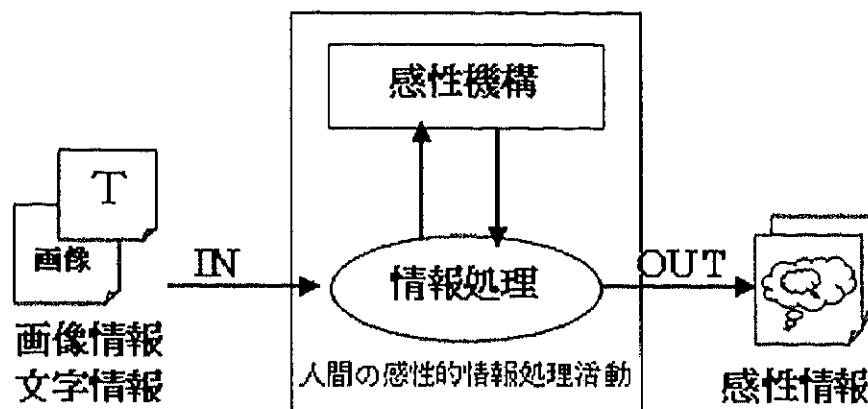 感性機構
T
画像
IN
情報処理
OUT
画像情報
文字情報
人間の感性的情報処理活動
感性情報